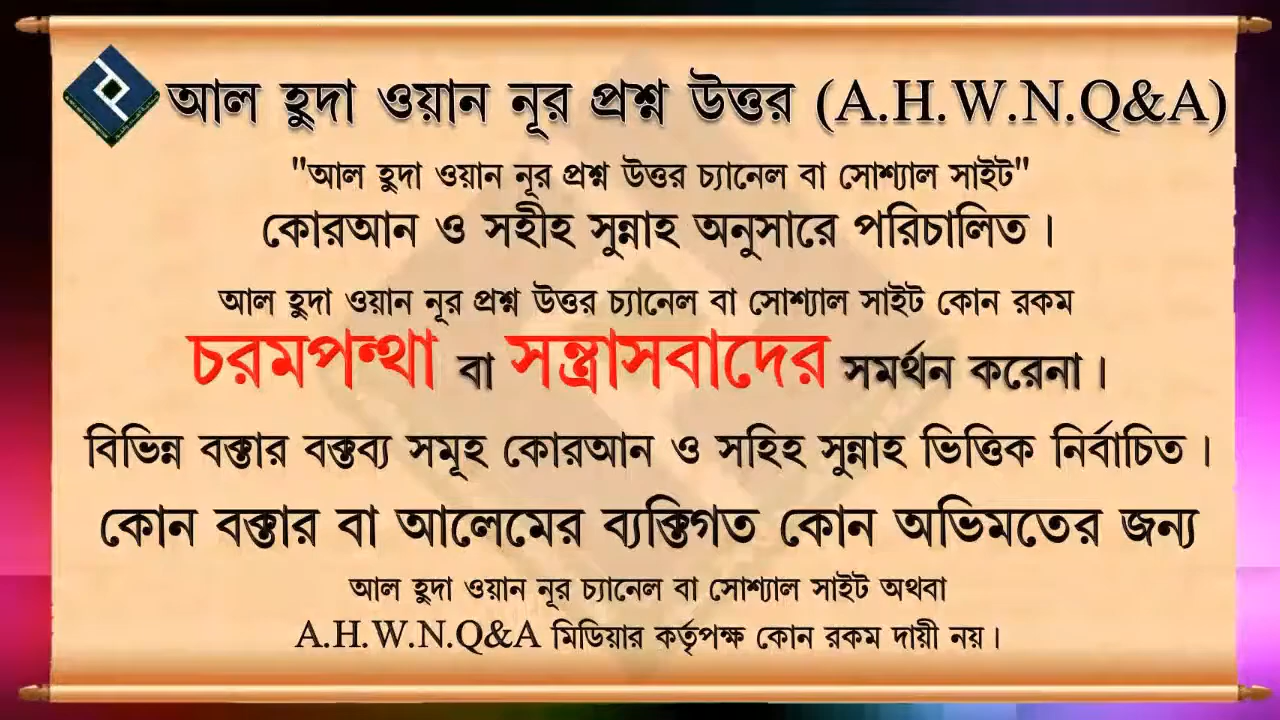 আল হুদা ওয়ান নূর প্রশ্ন উত্তর (A.H.W.N.Q&A)
"আল হুদা ওয়ান নূর প্রশ্ন উত্তর চ্যানেল বা সোশ্যাল সাইট"
কোরআন ও সহীহ সুন্নাহ অনুসারে পরিচালিত।
আল হুদা ওয়ান নূর প্রশ্ন উত্তর চ্যানেল বা সোশ্যাল সাইট কোন রকম
চরমপন্থা বা সন্ত্রাসবাদের সমর্থন করেনা।
বিভিন্ন বক্তার বক্তব্য সমূহ কোরআন ও সহিহ সুন্নাহ ভিত্তিক নির্বাচিত।
কোন বক্তার বা আলেমের ব্যক্তিগত কোন অভিমতের জন্য
আল হুদা ওয়ান নূর চ্যানেল বা সোশ্যাল সাইট অথবা
A.H.W.N.Q&A মিডিয়ার কর্তৃপক্ষ কোন রকম দায়ী নয়।